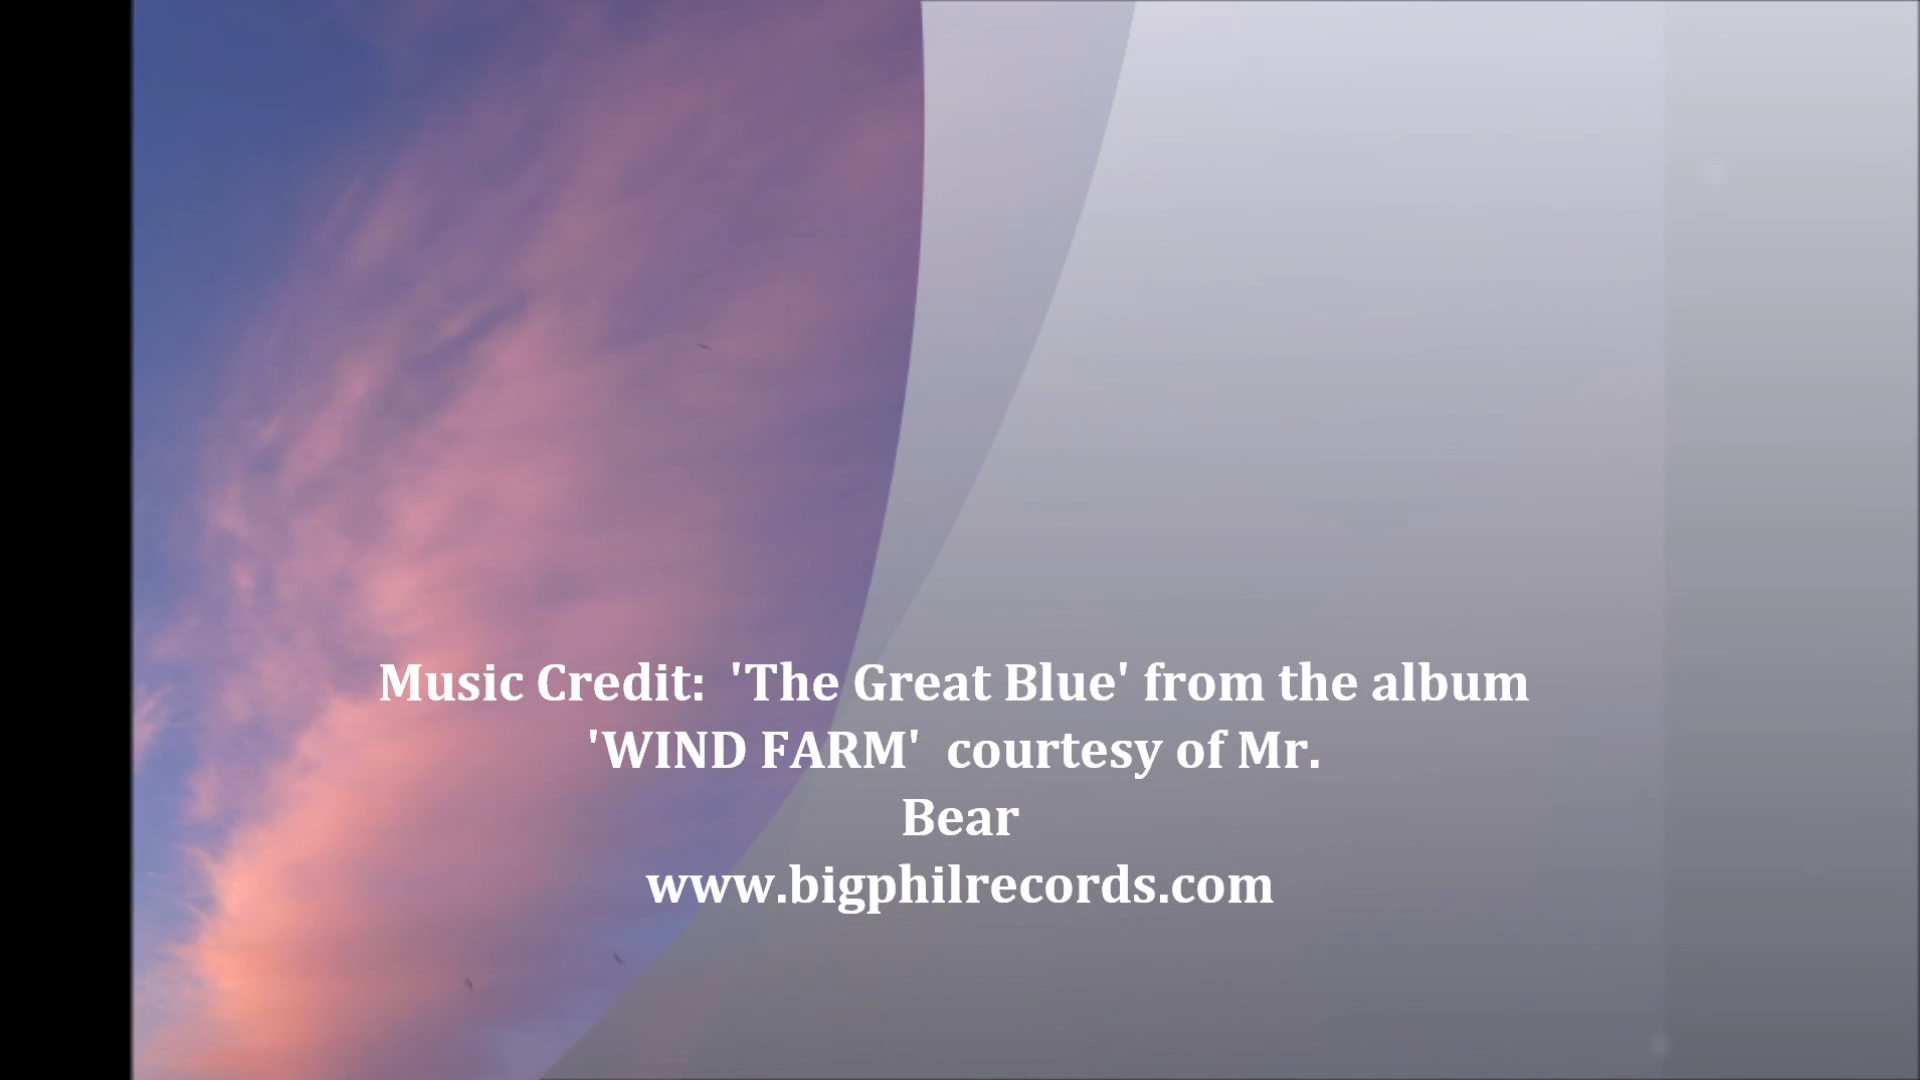 Music Credit:  'The Great Blue' from the album
'WIND FARM'  courtesy of Mr.
Bear
www.bigphilrecords.com